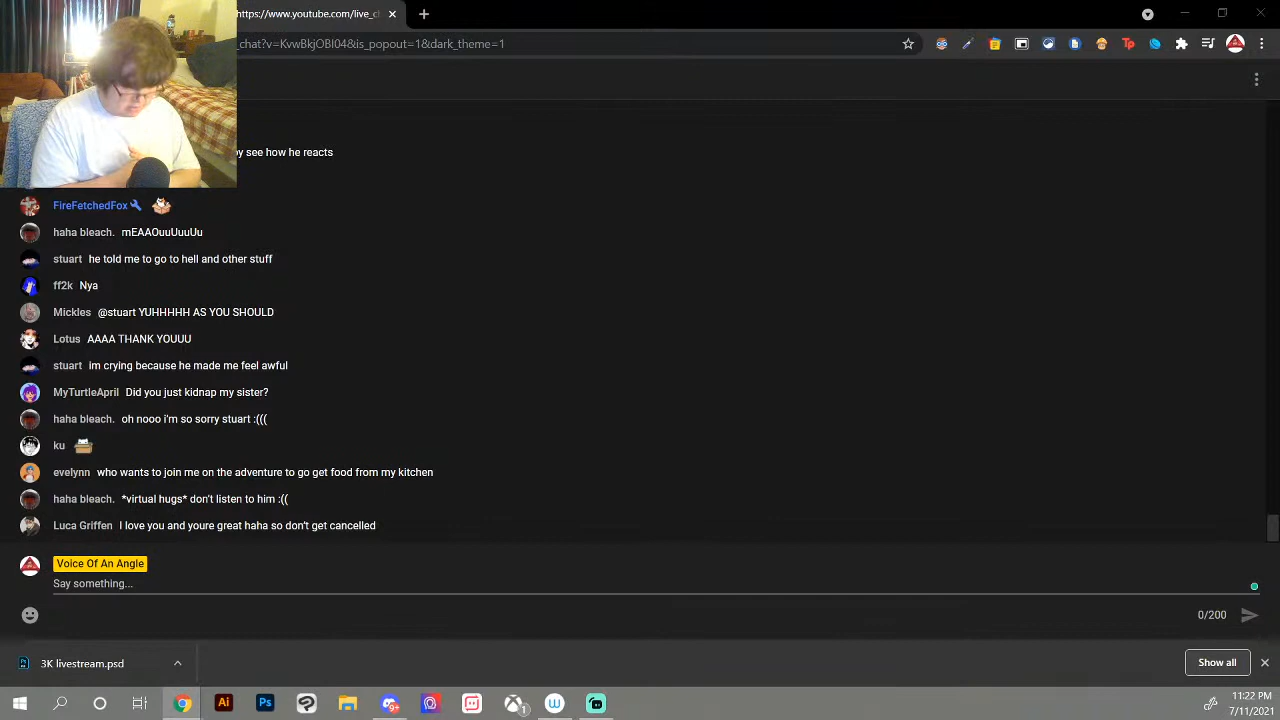 https://www.youtube.com/live_cl
_chat?v=KvwBkjOBI04&is_popout=1&dark_theme=1
see how he reacts
FireFetchedFox
haha bleach. mEAAOuuUuuUu
stuart he told me to go to hell and other stuff
ff2k Nya
Mickles @stuart YUHHHHH AS YOU SHOULD
Lotus AAAA THANK YOUUU
stuart im crying because he made me feel awful
MyTurtleApril Did you just kidnap my sister?
haha bleach. oh nooo i'm so sorry stuart :(((
ku
evelynn who wants to join me on the adventure to go get food from my kitchen
haha bleach. *virtual hugs* don't listen to him :((
Luca Griffen I love you and youre great haha so don't get cancelled
Voice Of An Angle
Say something...
0/200
3K livestream.psd
Show all
Ai Ps
11:22 PM
7/11/2021